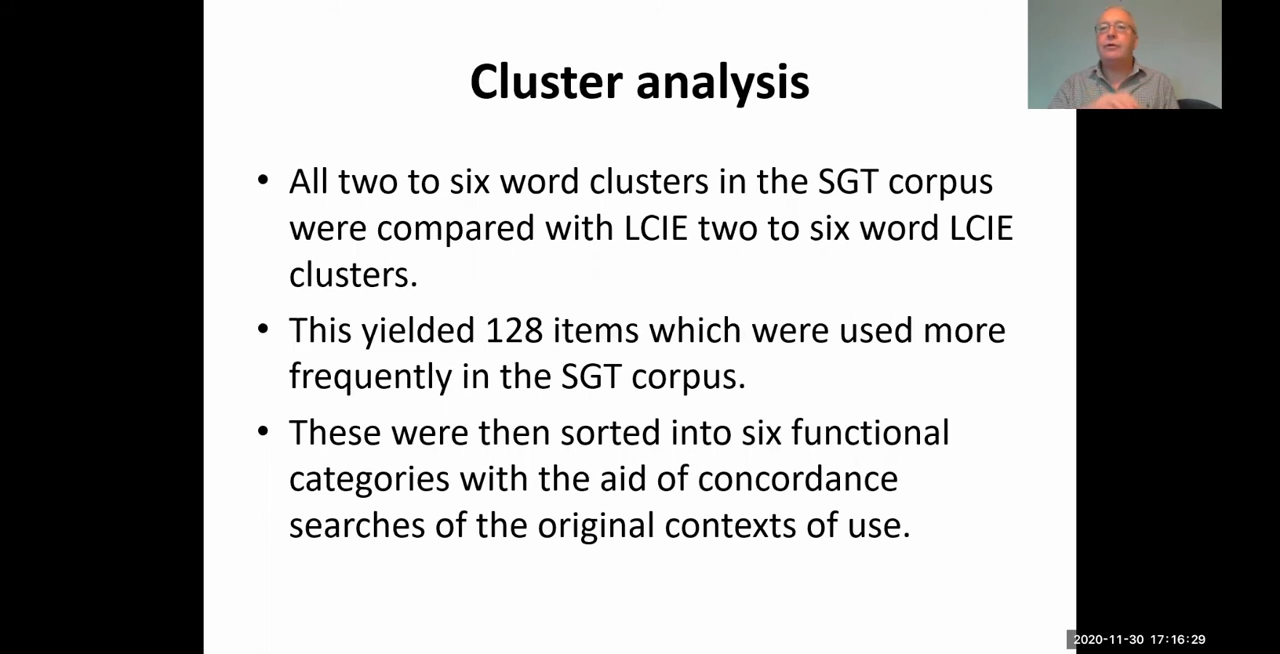 Cluster analysis
• All two to six word clusters in the SGT corpus
were compared with LCIE two to six word LCIE
clusters.
• This yielded 128 items which were used more
frequently in the SGT corpus.
• These were then sorted into six functional
categories with the aid of concordance
searches of the original contexts of use.
2020-11-30 17:16:29